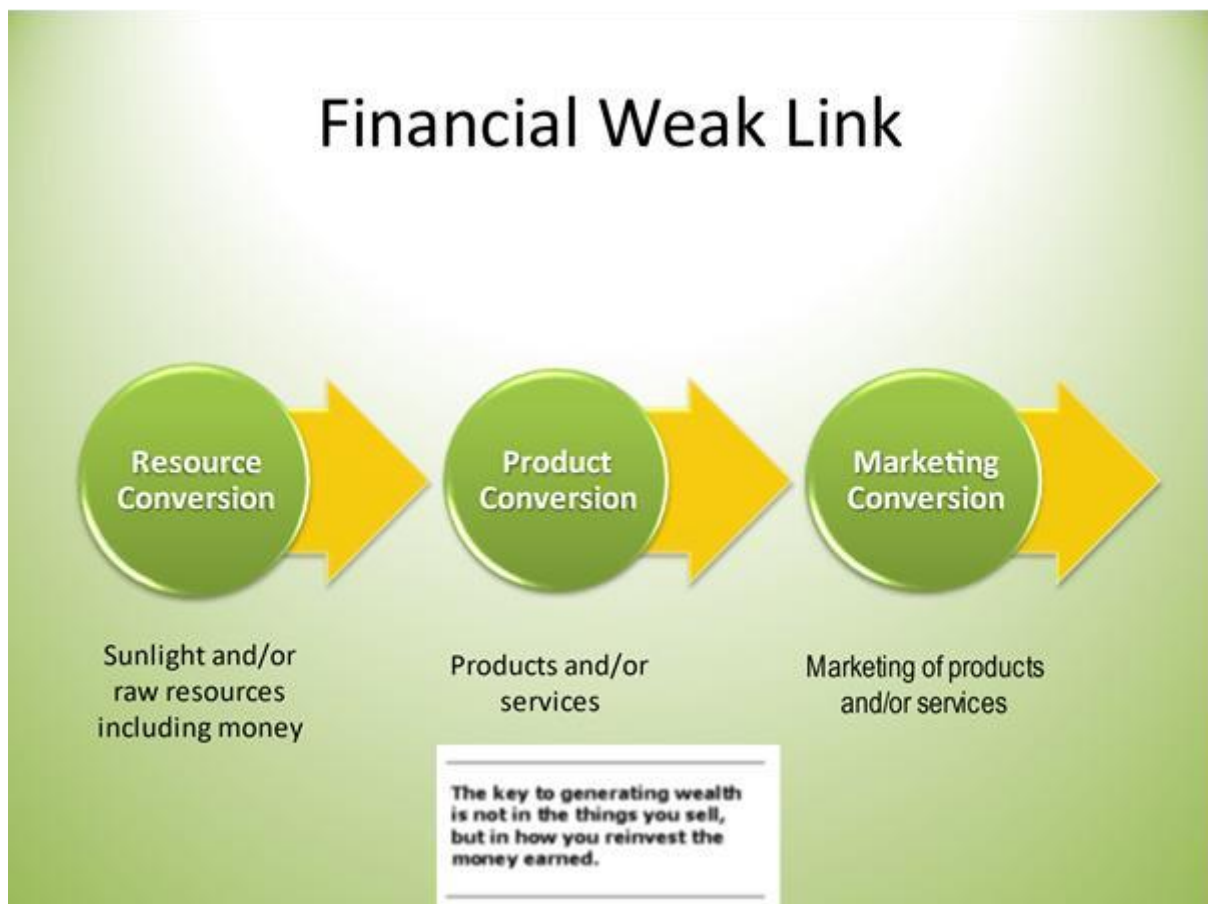 Financial Weak Link
Resource
Conversion
Product
Conversion
Marketing
Conversion
Sunlight and/or
raw resources
including money
Products and/or
services
Marketing of products
and/or services
The key to generating wealth
is not in the things you sell,
but in how you reinvest the
money earned.